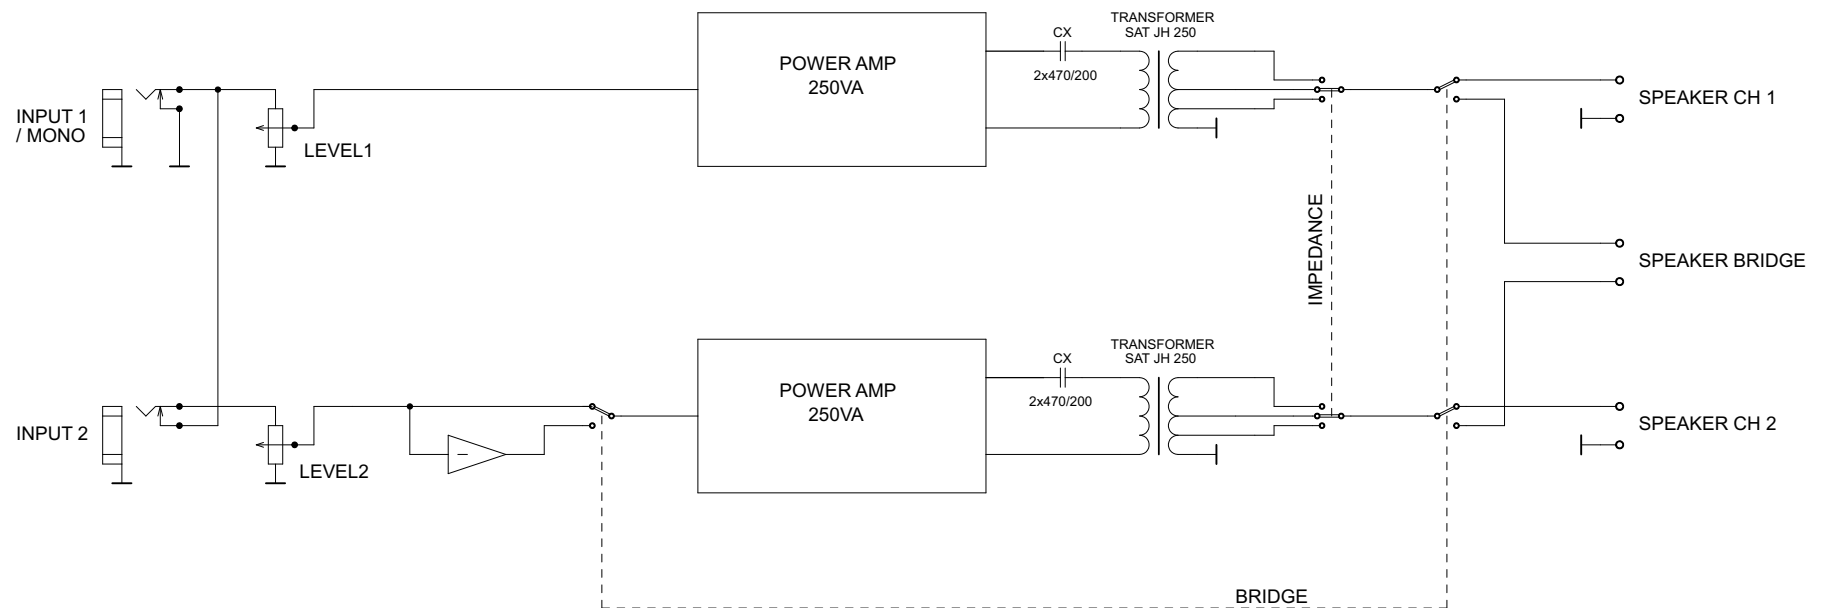 TRANSFORMER
SAT JH 250
CX
2x470/200
POWER AMP
250VA
INPUT 1
/ MONO
LEVEL1
SPEAKER CH 1
IMPEDANCE
SPEAKER BRIDGE
TRANSFORMER
SAT JH 250
CX
2x470/200
POWER AMP
250VA
INPUT 2
LEVEL2
SPEAKER CH 2
BRIDGE